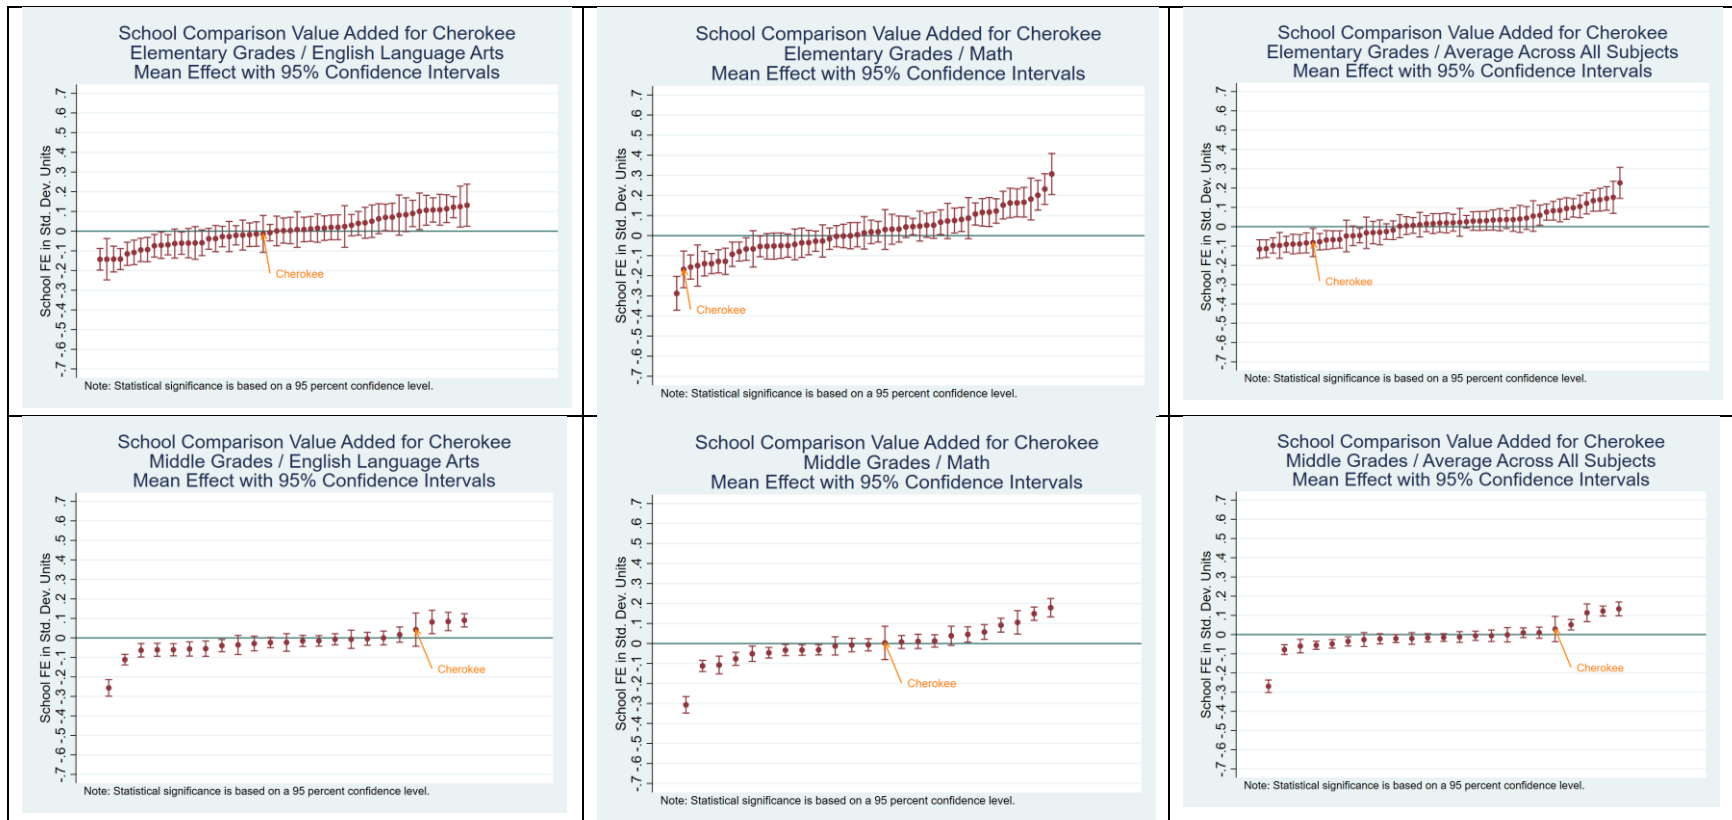 School Comparison Value Added for Cherokee
Elementary Grades / English Language Arts
Mean Effect with 95% Confidence Intervals
School FE in Std. Dev. Units
-.7 -.6 -.5 -.4 -.3 -.2 -.1 0 .1 .2 .3 .4 .5 .6 .7
Cherokee
Note: Statistical significance is based on a 95 percent confidence level.
School Comparison Value Added for Cherokee
Elementary Grades / Math
Mean Effect with 95% Confidence Intervals
School FE in Std. Dev. Units
-.7 -.6 -.5 -.4 -.3 -.2 -.1 0 .1 .2 .3 .4 .5 .6 .7
Cherokee
Note: Statistical significance is based on a 95 percent confidence level.
School Comparison Value Added for Cherokee
Elementary Grades / Average Across All Subjects
Mean Effect with 95% Confidence Intervals
School FE in Std. Dev. Units
-.7 -.6 -.5 -.4 -.3 -.2 -.1 0 .1 .2 .3 .4 .5 .6 .7
Cherokee
Note: Statistical significance is based on a 95 percent confidence level.
School Comparison Value Added for Cherokee
Middle Grades / English Language Arts
Mean Effect with 95% Confidence Intervals
School FE in Std. Dev. Units
-.7 -.6 -.5 -.4 -.3 -.2 -.1 0 .1 .2 .3 .4 .5 .6 .7
Cherokee
Note: Statistical significance is based on a 95 percent confidence level.
School Comparison Value Added for Cherokee
Middle Grades / Math
Mean Effect with 95% Confidence Intervals
School FE in Std. Dev. Units
-.7 -.6 -.5 -.4 -.3 -.2 -.1 0 .1 .2 .3 .4 .5 .6 .7
Cherokee
Note: Statistical significance is based on a 95 percent confidence level.
School Comparison Value Added for Cherokee
Middle Grades / Average Across All Subjects
Mean Effect with 95% Confidence Intervals
School FE in Std. Dev. Units
-.7 -.6 -.5 -.4 -.3 -.2 -.1 0 .1 .2 .3 .4 .5 .6 .7
Cherokee
Note: Statistical significance is based on a 95 percent confidence level.